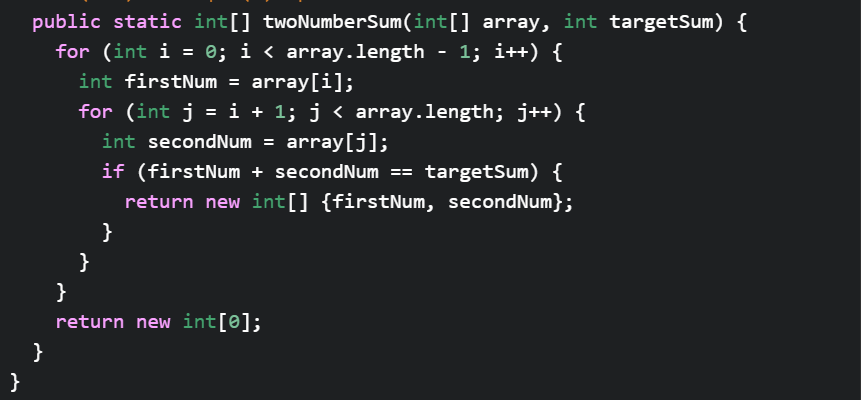 public static int[] twoNumberSum(int[] array, int targetSum) {
for (int i = 0; i < array.length - 1; i++) {
int firstNum = array[i];
for (int j = i + 1; j < array.length; j++) {
int secondNum = array[j];
if (firstNum + secondNum == targetSum) {
return new int[] {firstNum, secondNum};
}
}
}
return new int[0];
}
}